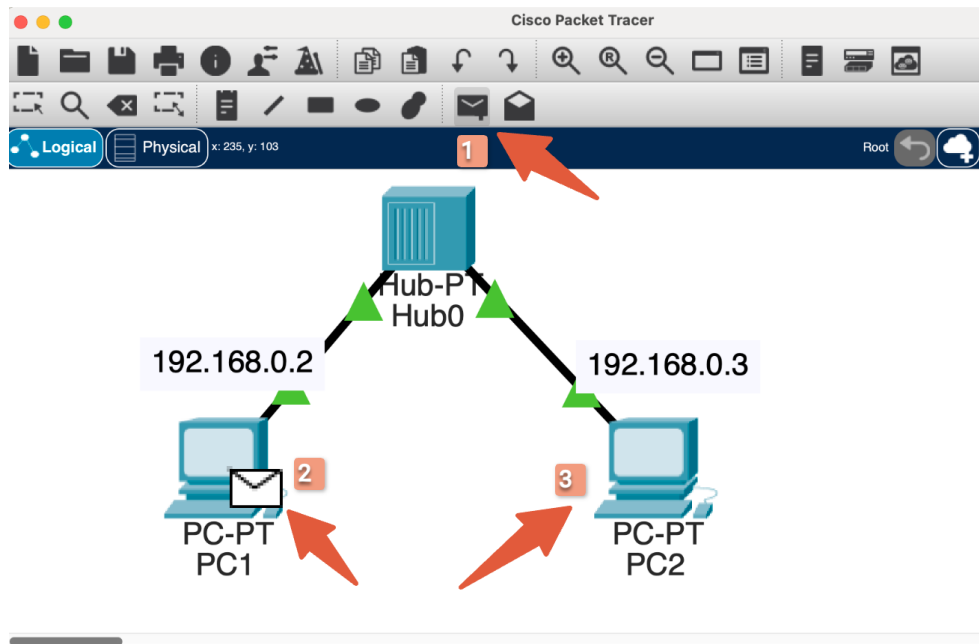 Cisco Packet Tracer
R
Logical
Physical
x: 235, y: 103
1
Root
Hub-PT
Hub0
192.168.0.2
192.168.0.3
2
3
PC-PT
PC1
PC-PT
PC2